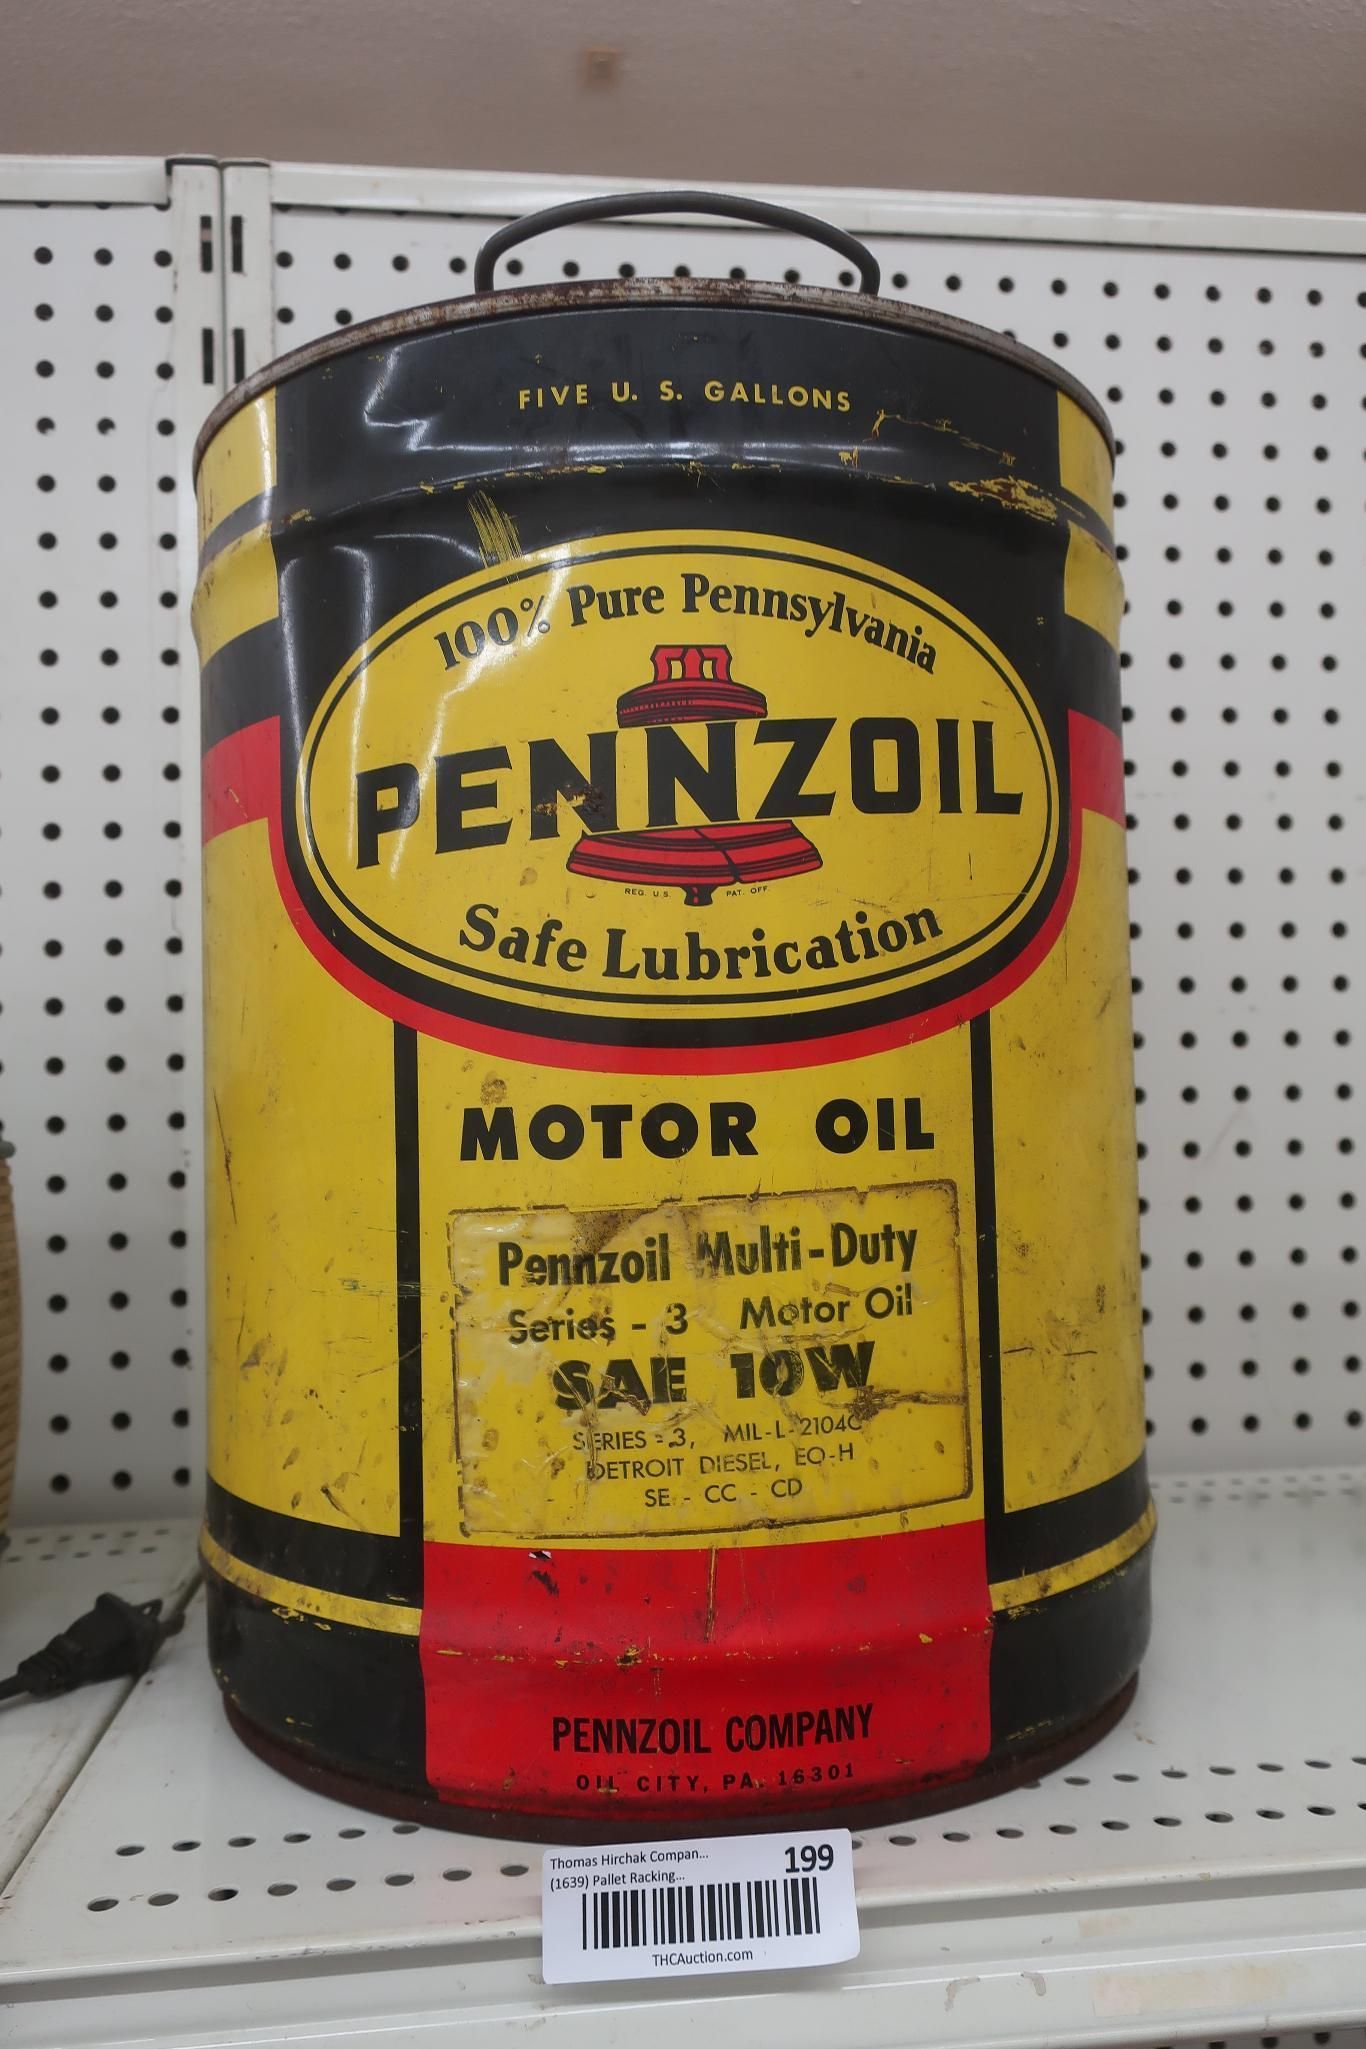 FIVE U. S. GALLONS
100% Pure Pennsylvania
PENNZOIL
REG. U.S. PAT. OFF.
Safe Lubrication
MOTOR OIL
Pennzoil Multi-Duty
Series - 3 Motor Oil
SAE 10W
SERIES - 3, MIL-L-2104C
DETROIT DIESEL, EO-H
SE - CC - CD
PENNZOIL COMPANY
OIL CITY, PA. 16301
Thomas Hirchak Compan... 199
(1639) Pallet Racking...
THCAuction.com